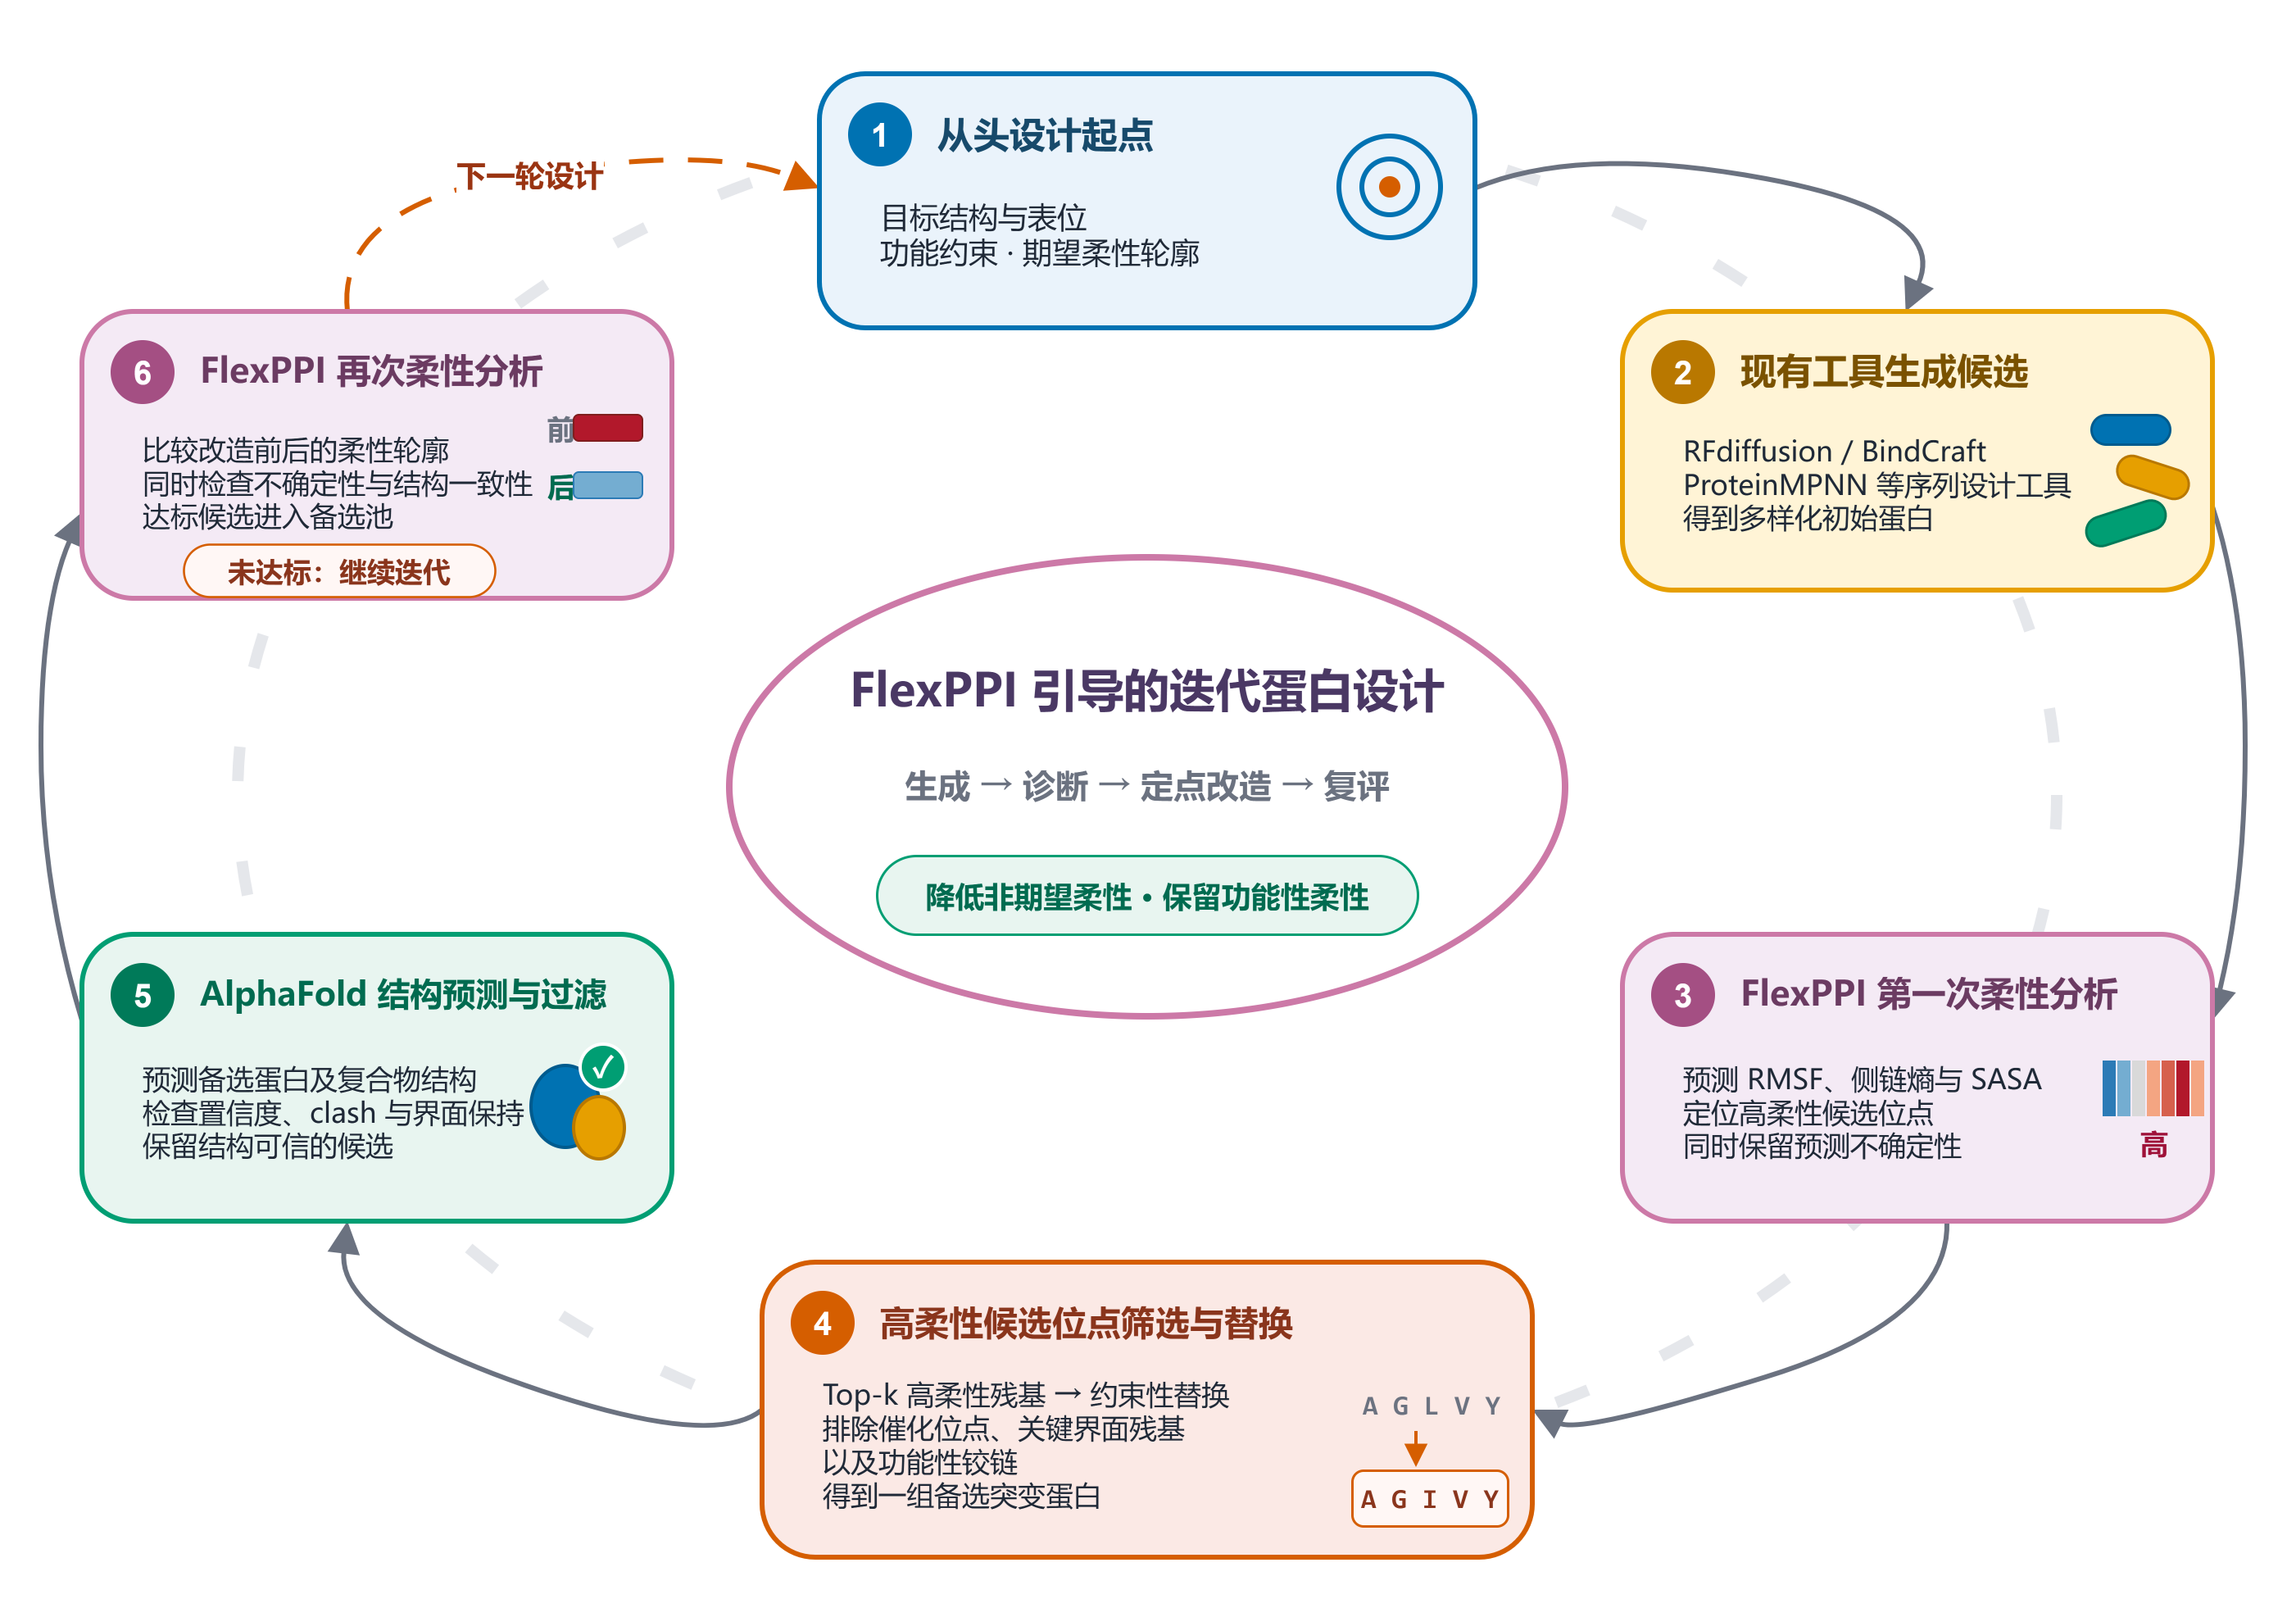 1 从头设计起点
目标结构与表位
功能约束 · 期望柔性轮廓
下一轮设计
2 现有工具生成候选
RFdiffusion / BindCraft
ProteinMPNN 等序列设计工具
得到多样化初始蛋白
3 FlexPPI 第一次柔性分析
预测 RMSF、侧链熵与 SASA
定位高柔性候选位点
同时保留预测不确定性
高
4 高柔性候选位点筛选与替换
Top-k 高柔性残基 → 约束性替换
排除催化位点、关键界面残基
以及功能性铰链
得到一组备选突变蛋白
A G L V Y
A G I V Y
5 AlphaFold 结构预测与过滤
预测备选蛋白及复合物结构
检查置信度、clash 与界面保持
保留结构可信的候选
✓
6 FlexPPI 再次柔性分析
比较改造前后的柔性轮廓
同时检查不确定性与结构一致性
达标候选进入备选池
前
后
未达标：继续迭代
FlexPPI 引导的迭代蛋白设计
生成 → 诊断 → 定点改造 → 复评
降低非期望柔性 · 保留功能性柔性